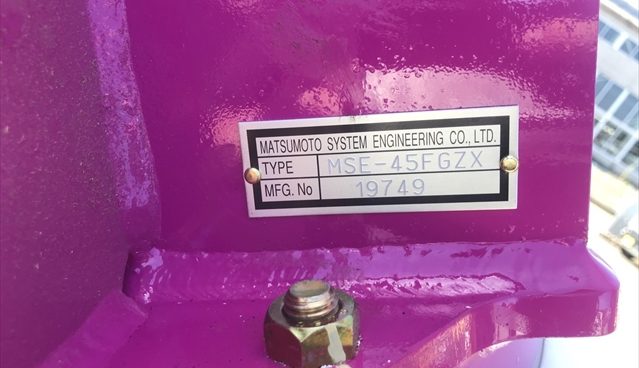 MATSUMOTO SYSTEM ENGINEERING CO., LTD.
TYPE MSE-45FGZX
MFG. No 19749